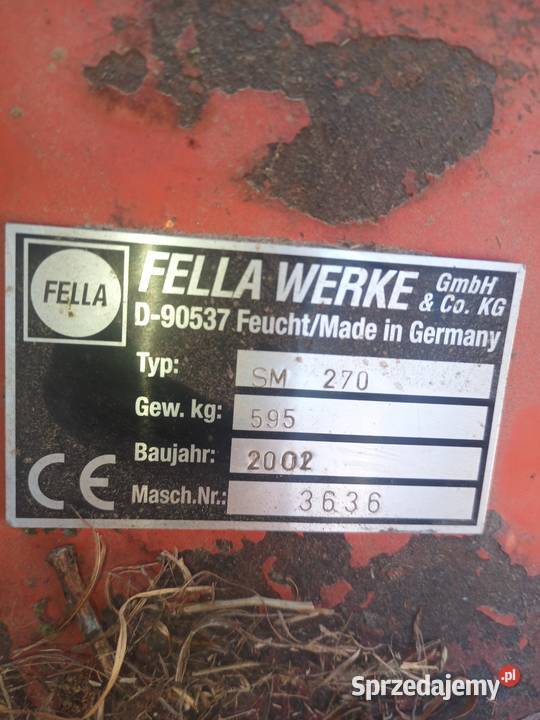 FELLA
FELLA WERKE GmbH & Co. KG
D-90537 Feucht/Made in Germany
Typ: SM 270
Gew. kg: 595
Baujahr: 2002
Masch.Nr.: 3636
CE
Sprzedajemy.pl